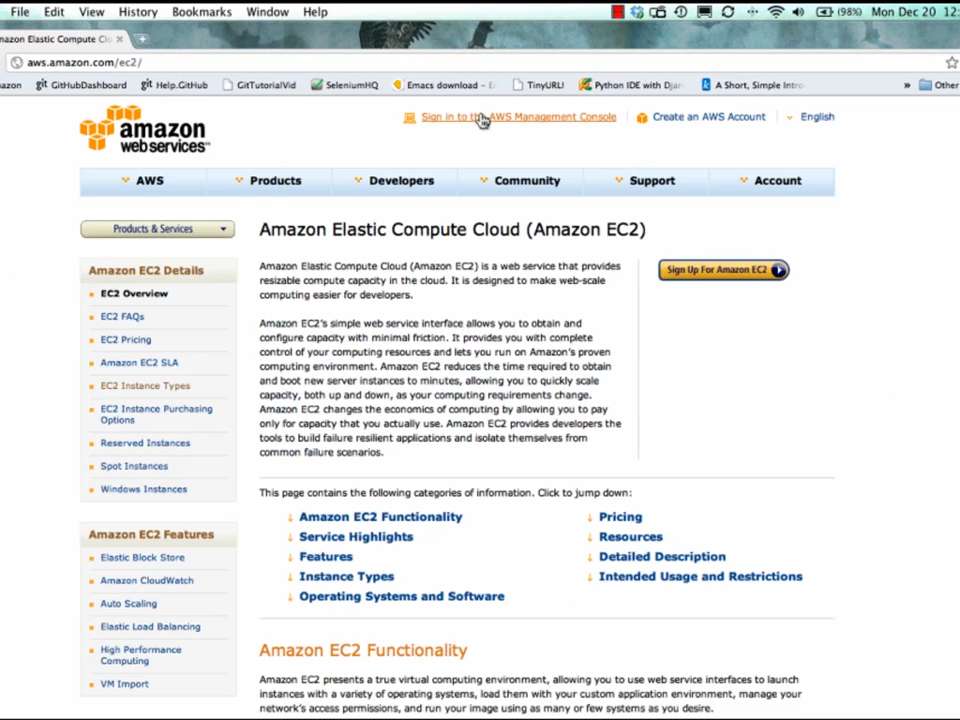 File Edit View History Bookmarks Window Help (98%) Mon Dec 20 12:
mazon Elastic Compute Clo
aws.amazon.com/ec2/
azon GitHubDashboard Help.GitHub GitTutorialVid SeleniumHQ Emacs download - TinyURL! Python IDE with Djan A Short, Simple Intro » Other
amazon
webservices™
Sign in to the AWS Management Console Create an AWS Account English
AWS Products Developers Community Support Account
Products & Services
Amazon EC2 Details
EC2 Overview
EC2 FAQs
EC2 Pricing
Amazon EC2 SLA
EC2 Instance Types
EC2 Instance Purchasing
Options
Reserved Instances
Spot Instances
Windows Instances
Amazon EC2 Features
Elastic Block Store
Amazon CloudWatch
Auto Scaling
Elastic Load Balancing
High Performance
Computing
VM Import
Amazon Elastic Compute Cloud (Amazon EC2)
Amazon Elastic Compute Cloud (Amazon EC2) is a web service that provides
resizable compute capacity in the cloud. It is designed to make web-scale
computing easier for developers.
Amazon EC2's simple web service interface allows you to obtain and
configure capacity with minimal friction. It provides you with complete
control of your computing resources and lets you run on Amazon's proven
computing environment. Amazon EC2 reduces the time required to obtain
and boot new server instances to minutes, allowing you to quickly scale
capacity, both up and down, as your computing requirements change.
Amazon EC2 changes the economics of computing by allowing you to pay
only for capacity that you actually use. Amazon EC2 provides developers the
tools to build failure resilient applications and isolate themselves from
common failure scenarios.
Sign Up For Amazon EC2
This page contains the following categories of information. Click to jump down:
Amazon EC2 Functionality
Service Highlights
Features
Instance Types
Operating Systems and Software
Pricing
Resources
Detailed Description
Intended Usage and Restrictions
Amazon EC2 Functionality
Amazon EC2 presents a true virtual computing environment, allowing you to use web service interfaces to launch
instances with a variety of operating systems, load them with your custom application environment, manage your
network's access permissions, and run your image using as many or few systems as you desire.